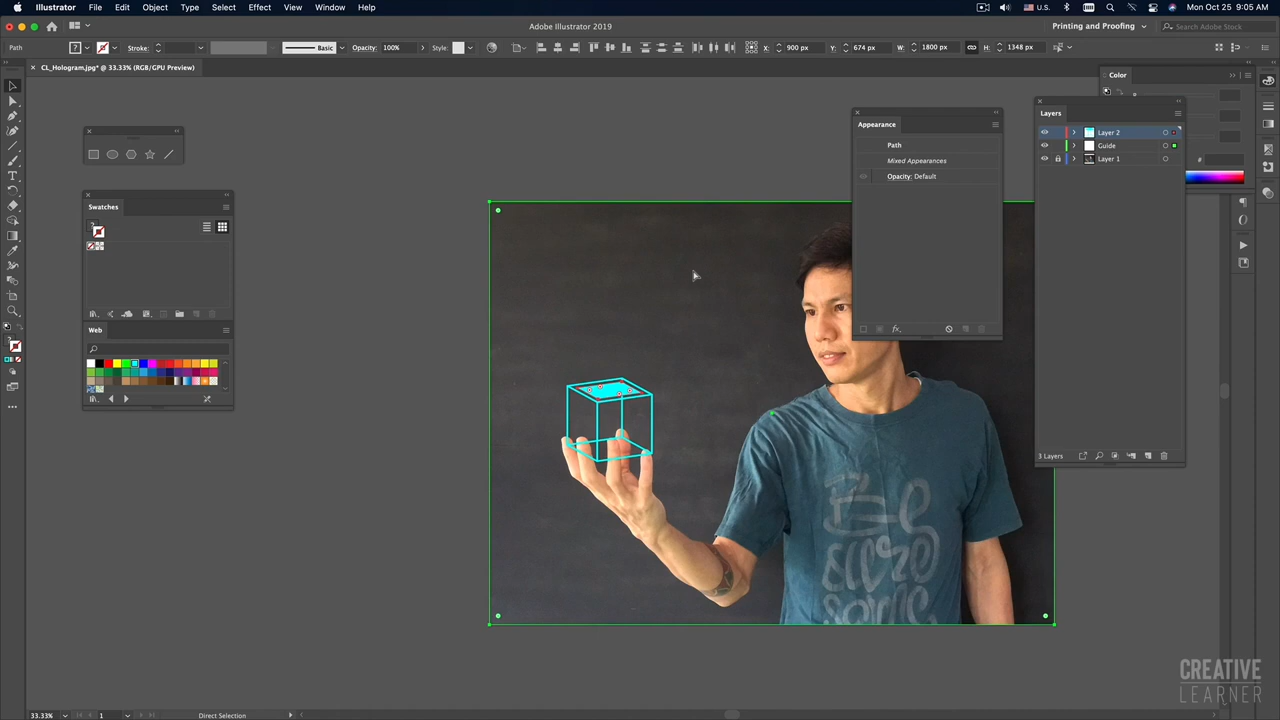 Illustrator File Edit Object Type Select Effect View Window Help
U.S. Mon Oct 25 9:05 AM
Adobe Illustrator 2019
Printing and Proofing
Search Adobe Stock
Path Stroke: Basic Opacity: 100% Style: X: 900 px Y: 674 px W: 1800 px H: 1348 px
CL_Hologram.jpg* @ 33.33% (RGB/GPU Preview)
Color
#
Appearance
Path
Mixed Appearances
Opacity: Default
fx
Layers
Layer 2
Guide
Layer 1
3 Layers
Swatches
Web
Be
CREATIVE
LEARNER
33.33% 1 Direct Selection